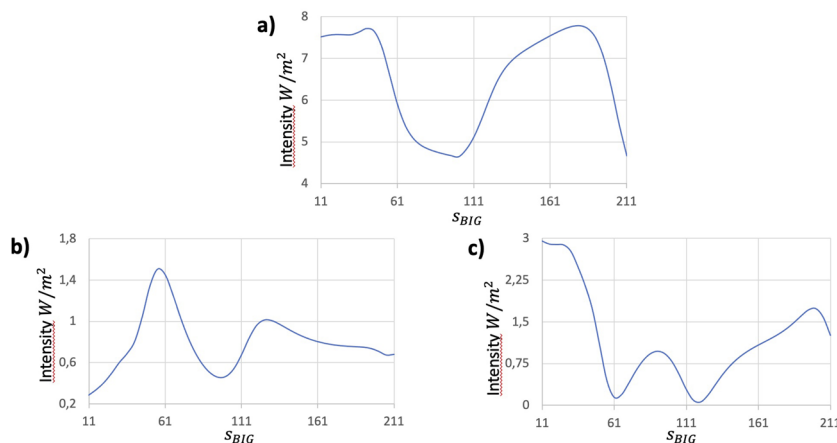 a)
Intensity W/m²
8
7
6
5
4
11 61 111 161 211
s_BIG
b)
Intensity W/m²
1,8
1,4
1
0,6
0,2
11 61 111 161 211
s_BIG
c)
Intensity W/m²
3
2,25
1,5
0,75
0
11 61 111 161 211
s_BIG